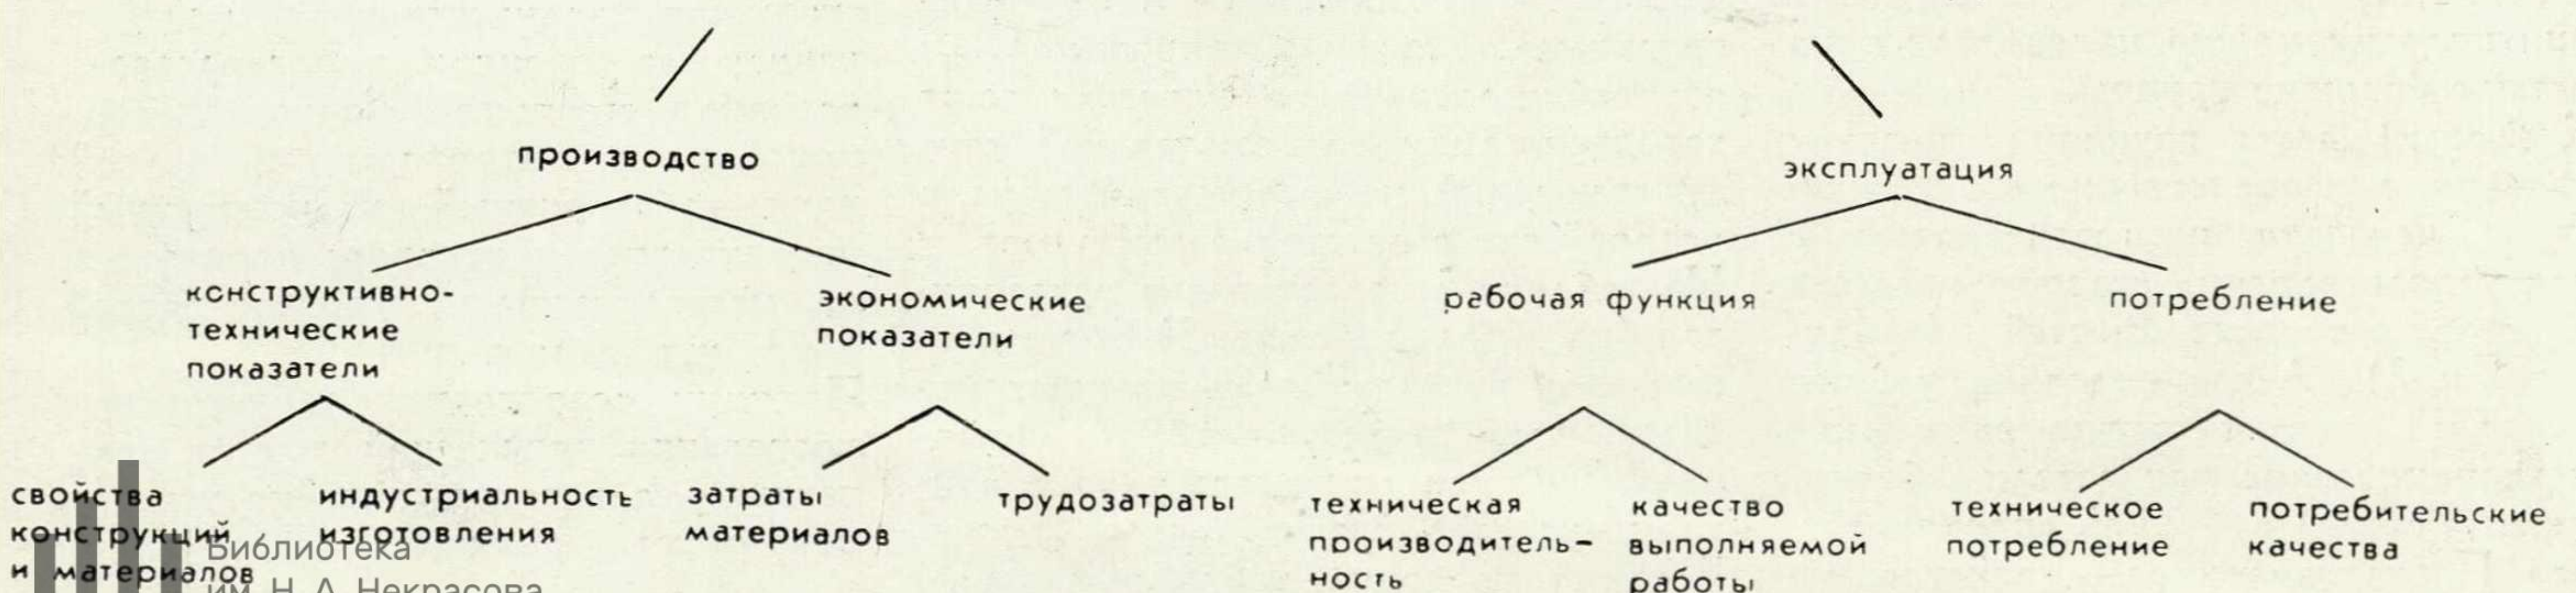 производство
эксплуатация
конструктивно-
технические
показатели
экономические
показатели
рабочая функция
потребление
свойства
конструкций
и материалов
индустриальность
изготовления
затраты
материалов
трудозатраты
техническая
производитель-
ность
качество
выполняемой
работы
техническое
потребление
потребительские
качества
Библиотека
им. Н. А. Некрасова